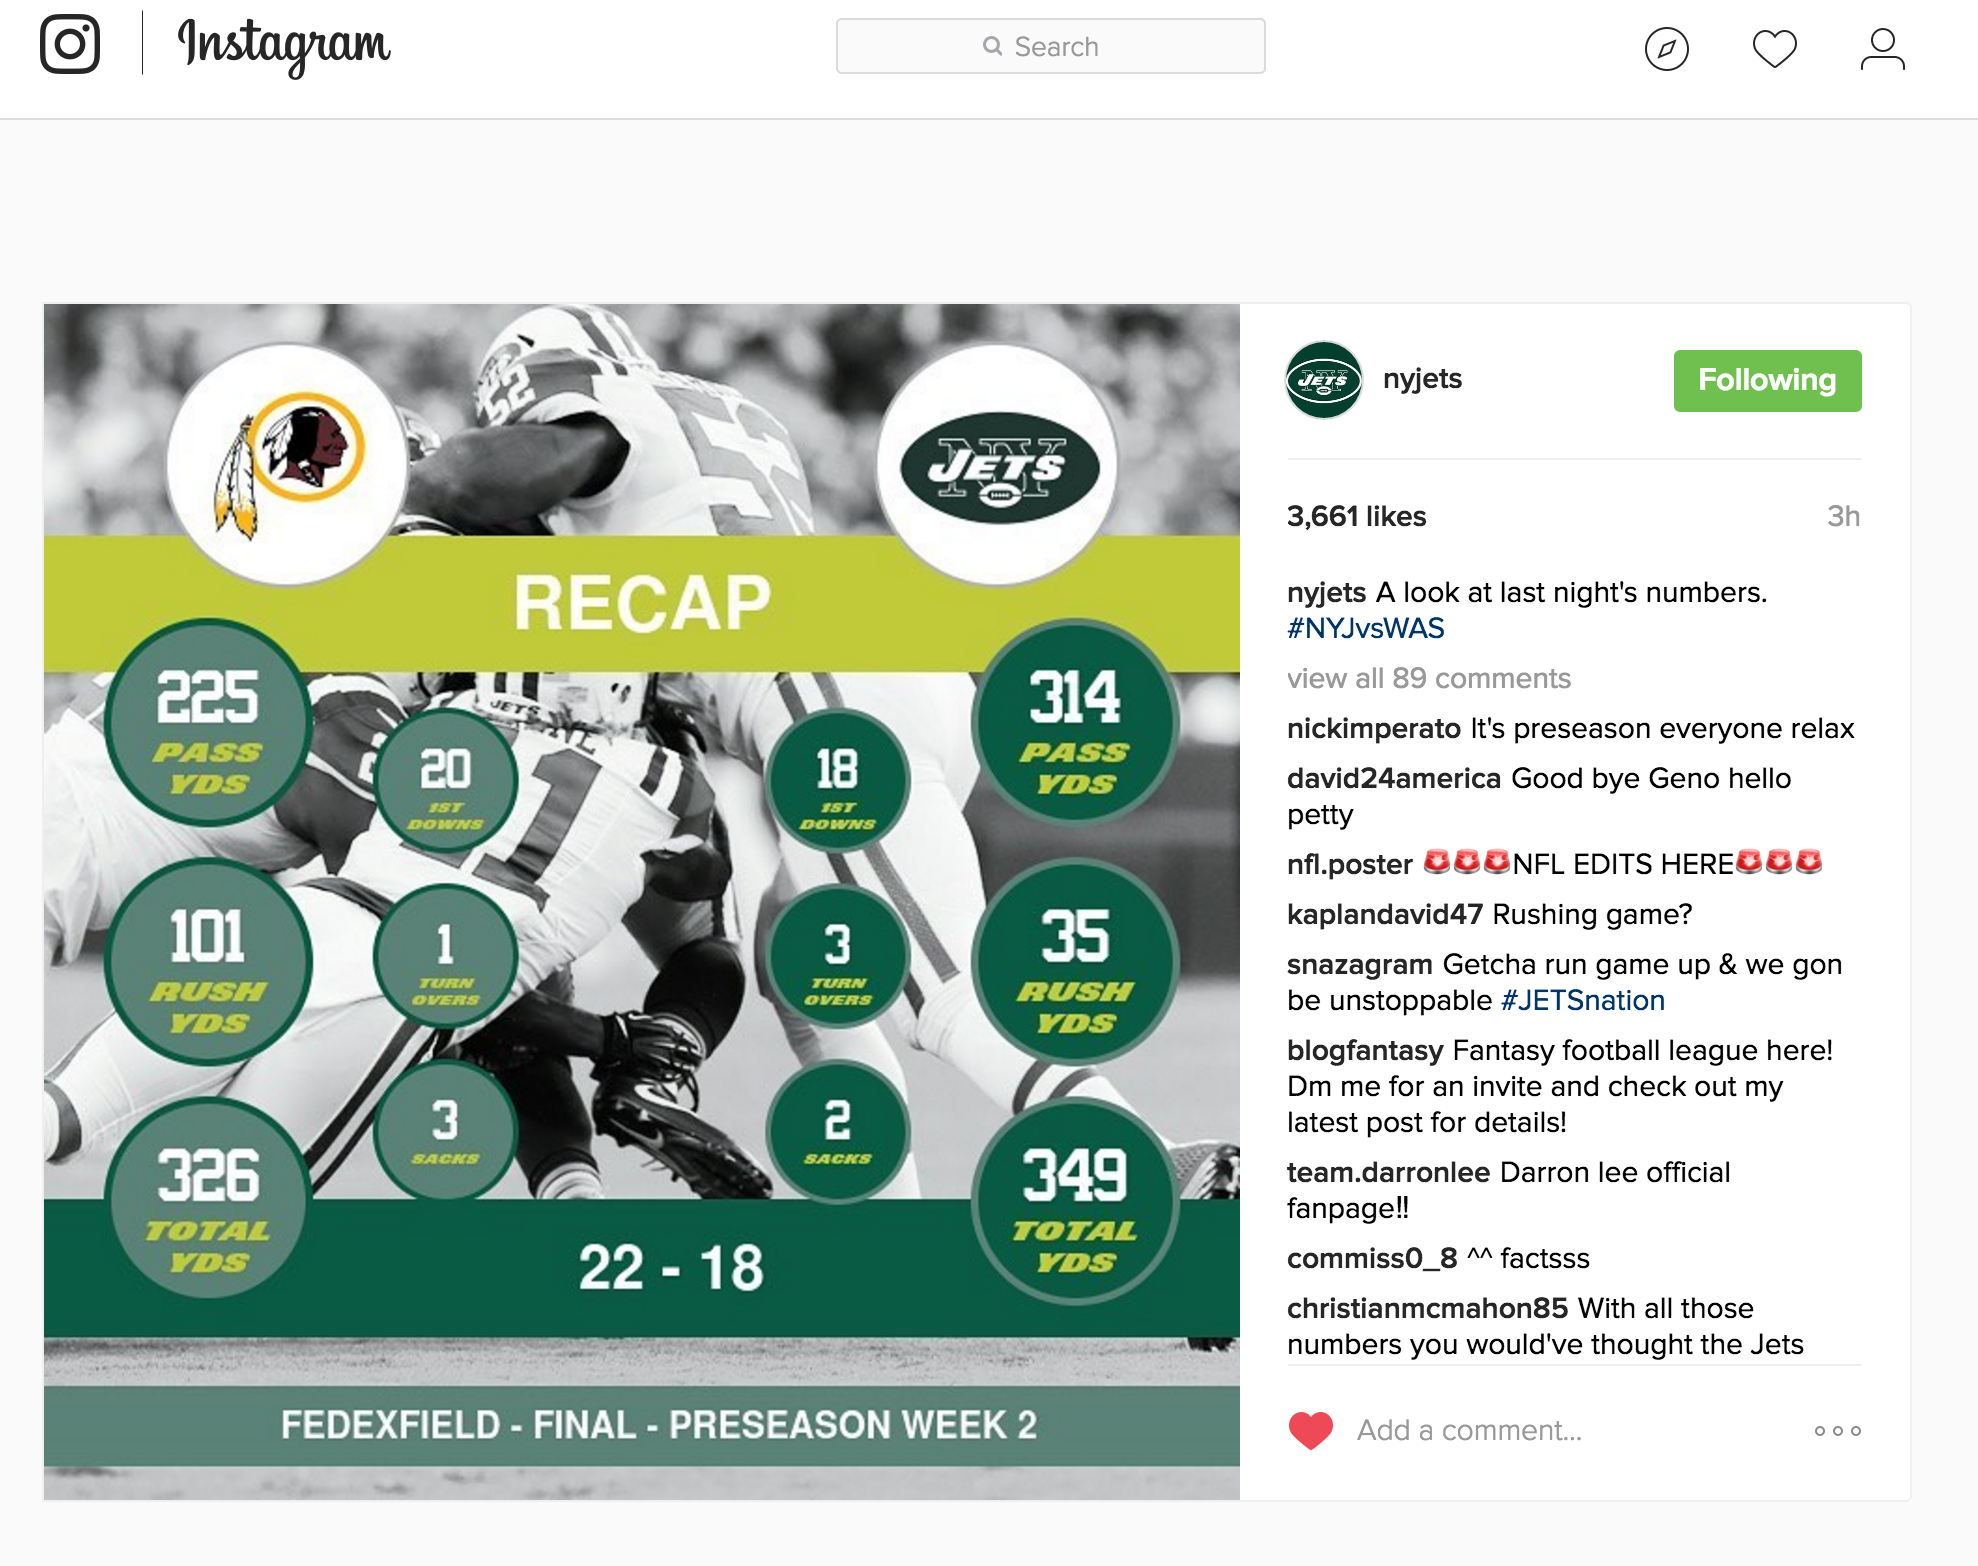 Instagram
Search
52
52
NY
JETS
RECAP
225
PASS
YDS
20
1ST
DOWNS
18
1ST
DOWNS
314
PASS
YDS
JETS
101
RUSH
YDS
1
TURN
OVERS
3
TURN
OVERS
35
RUSH
YDS
326
TOTAL
YDS
3
SACKS
2
SACKS
349
TOTAL
YDS
22 - 18
FEDEXFIELD - FINAL - PRESEASON WEEK 2
JETS
nyjets
Following
3,661 likes
3h
nyjets A look at last night's numbers.
#NYJvsWAS
view all 89 comments
nickimperato It's preseason everyone relax
david24america Good bye Geno hello
petty
nfl.poster 🚨🚨🚨NFL EDITS HERE🚨🚨🚨
kaplandavid47 Rushing game?
snazagram Getcha run game up & we gon
be unstoppable #JETSnation
blogfantasy Fantasy football league here!
Dm me for an invite and check out my
latest post for details!
team.darronlee Darron lee official
fanpage!!
commiss0_8 ^^ factsss
christianmcmahon85 With all those
numbers you would've thought the Jets
Add a comment...